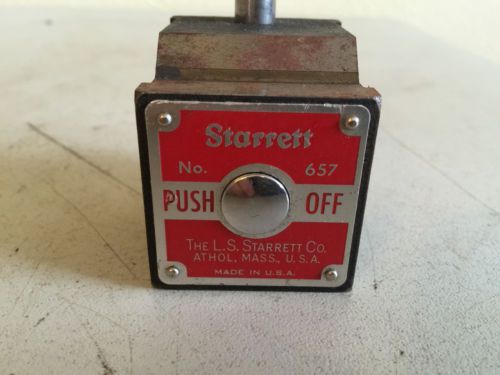 Starrett
No. 657
PUSH OFF
THE L. S. STARRETT CO.
ATHOL, MASS., U. S. A.
MADE IN U. S. A.